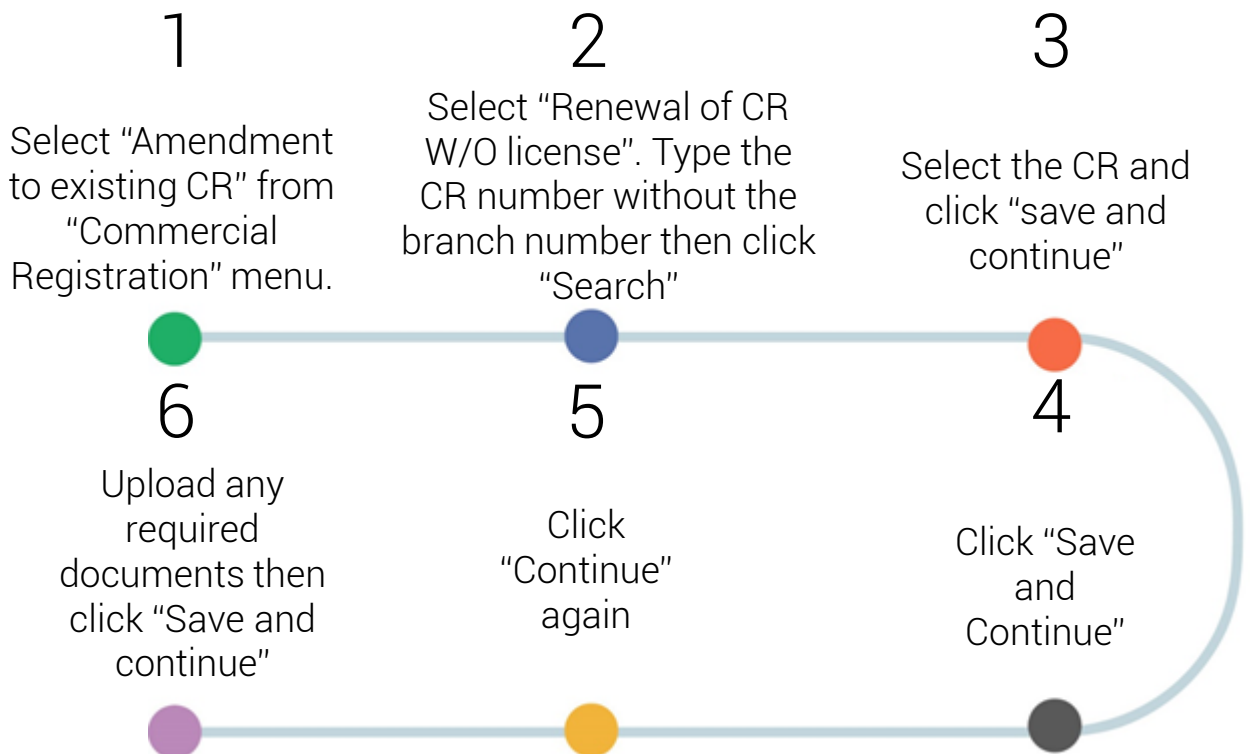 1
Select “Amendment
to existing CR” from
“Commercial
Registration” menu.
2
Select “Renewal of CR
W/O license”. Type the
CR number without the
branch number then click
“Search”
3
Select the CR and
click “save and
continue”
4
Click “Save
and
Continue”
5
Click
“Continue”
again
6
Upload any
required
documents then
click “Save and
continue”